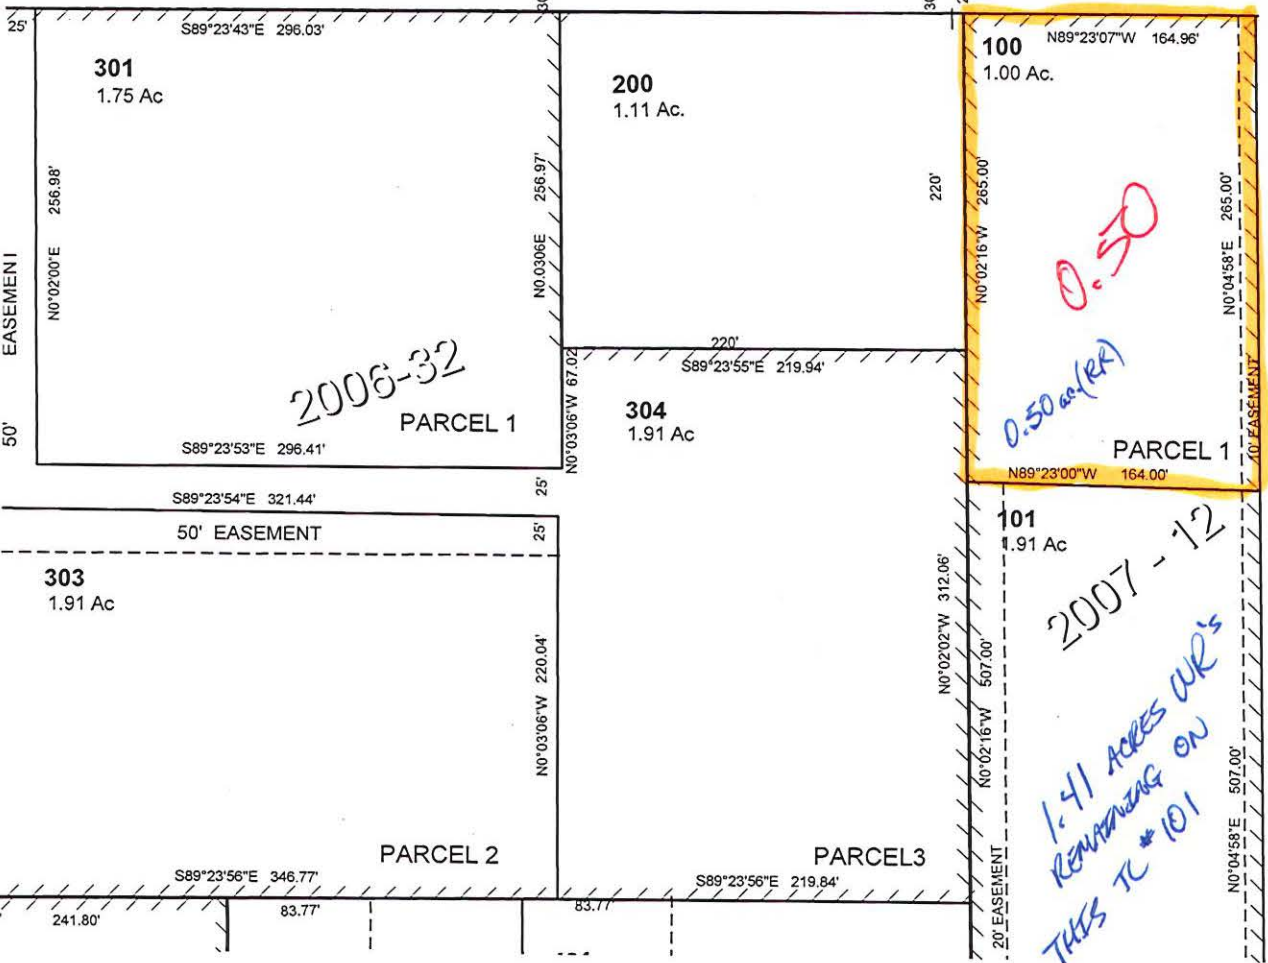 25'
S89°23'43"E 296.03'
301
1.75 Ac
256.98'
N0°02'00"E
EASEMENT
50'
256.97'
N0.0306E
2006-32
PARCEL 1
S89°23'53"E 296.41'
N0°03'06"W 67.02
25'
200
1.11 Ac.
220'
220'
S89°23'55"E 219.94'
304
1.91 Ac
N89°23'07"W 164.96'
100
1.00 Ac.
N0°02'16"W 265.00'
N0°04'58"E 265.00'
0.50
0.50 ac (RR)
10' EASEMENT
PARCEL 1
N89°23'00"W 164.00'
S89°23'54"E 321.44'
50' EASEMENT
25'
303
1.91 Ac
N0°03'06"W 220.04'
PARCEL 2
S89°23'56"E 346.77'
N0°02'02"W 312.06'
PARCEL3
S89°23'56"E 219.84'
101
1.91 Ac
2007 - 12
N0°02'16"W 507.00'
1.41 ACRES WR's
REMAINING ON
THIS TL #101
N0°04'58"E 507.00'
20' EASEMENT
241.80'
83.77'
83.77